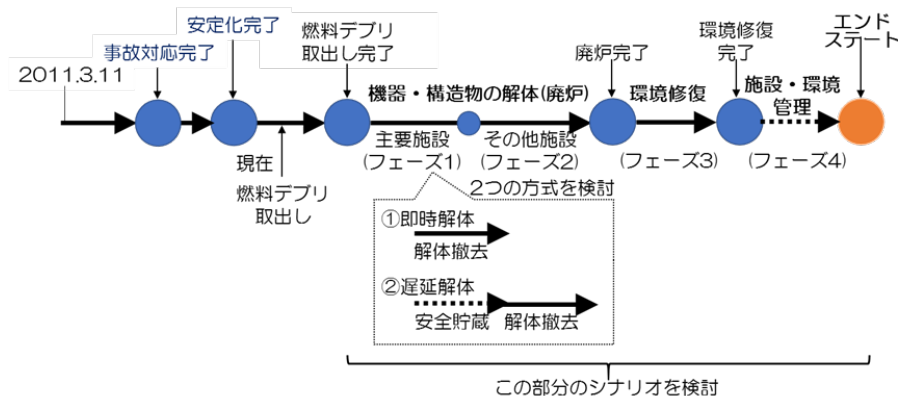 2011.3.11
事故対応完了
安定化完了
燃料デブリ
取出し完了
廃炉完了
環境修復
完了
エンド
ステート
機器・構造物の解体(廃炉)
環境修復
施設・環境
管理
現在
燃料デブリ
取出し
主要施設
(フェーズ1)
その他施設
(フェーズ2)
(フェーズ3)
(フェーズ4)
2つの方式を検討
①即時解体
解体撤去
②遅延解体
安全貯蔵
解体撤去
この部分のシナリオを検討